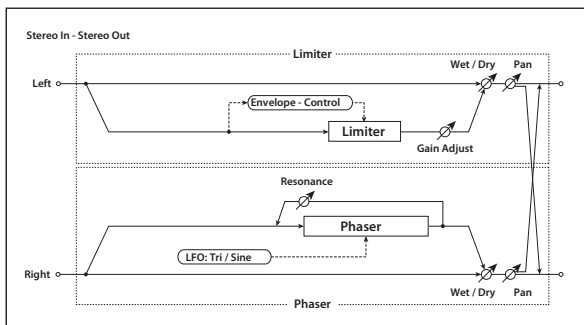 Stereo In - Stereo Out
Limiter
Wet / Dry
Pan
Left
Envelope - Control
Limiter
Gain Adjust
Resonance
Phaser
LFO: Tri / Sine
Right
Wet / Dry
Pan
Phaser